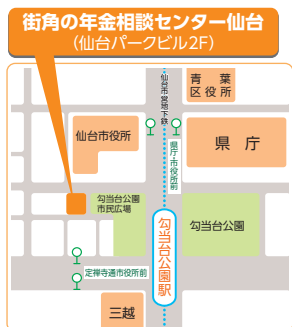 街角の年金相談センター仙台
(仙台パークビル2F)
仙台市営地下鉄
青葉
区役所
仙台市役所
県庁・市役所前
県庁
勾当台公園
市民広場
勾当台公園駅
勾当台公園
定禅寺通市役所前
三越